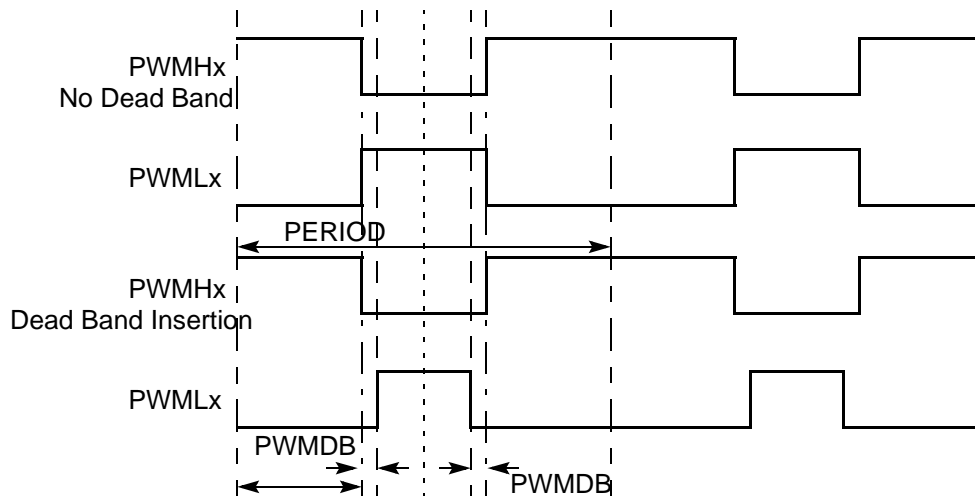 PWMHx
No Dead Band
PWMLx
PERIOD
PWMHx
Dead Band Insertion
PWMLx
PWMDB
PWMDB